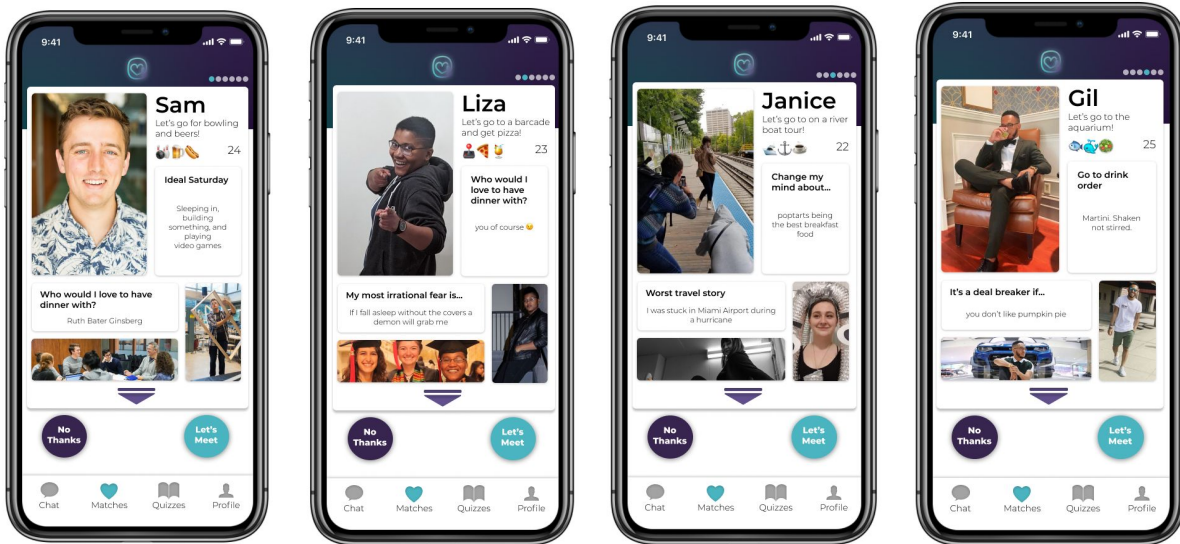 9:41
Sam
Let's go for bowling
and beers!
24
Ideal Saturday
Sleeping in,
building
something, and
playing
video games
Who would I love to have
dinner with?
Ruth Bater Ginsberg
No
Thanks
Let's
Meet
Chat
Matches
Quizzes
Profile
9:41
Liza
Let's go to a barcade
and get pizza!
23
Who would I
love to have
dinner with?
you of course 😉
My most irrational fear is...
If I fall asleep without the covers a
demon will grab me
No
Thanks
Let's
Meet
Chat
Matches
Quizzes
Profile
9:41
Janice
Let's go to on a river
boat tour!
22
Change my
mind about...
poptarts being
the best breakfast
food
Worst travel story
I was stuck in Miami Airport during
a hurricane
No
Thanks
Let's
Meet
Chat
Matches
Quizzes
Profile
9:41
Gil
Let's go to the
aquarium!
25
Go to drink
order
Martini. Shaken
not stirred.
It's a deal breaker if...
you don't like pumpkin pie
No
Thanks
Let's
Meet
Chat
Matches
Quizzes
Profile